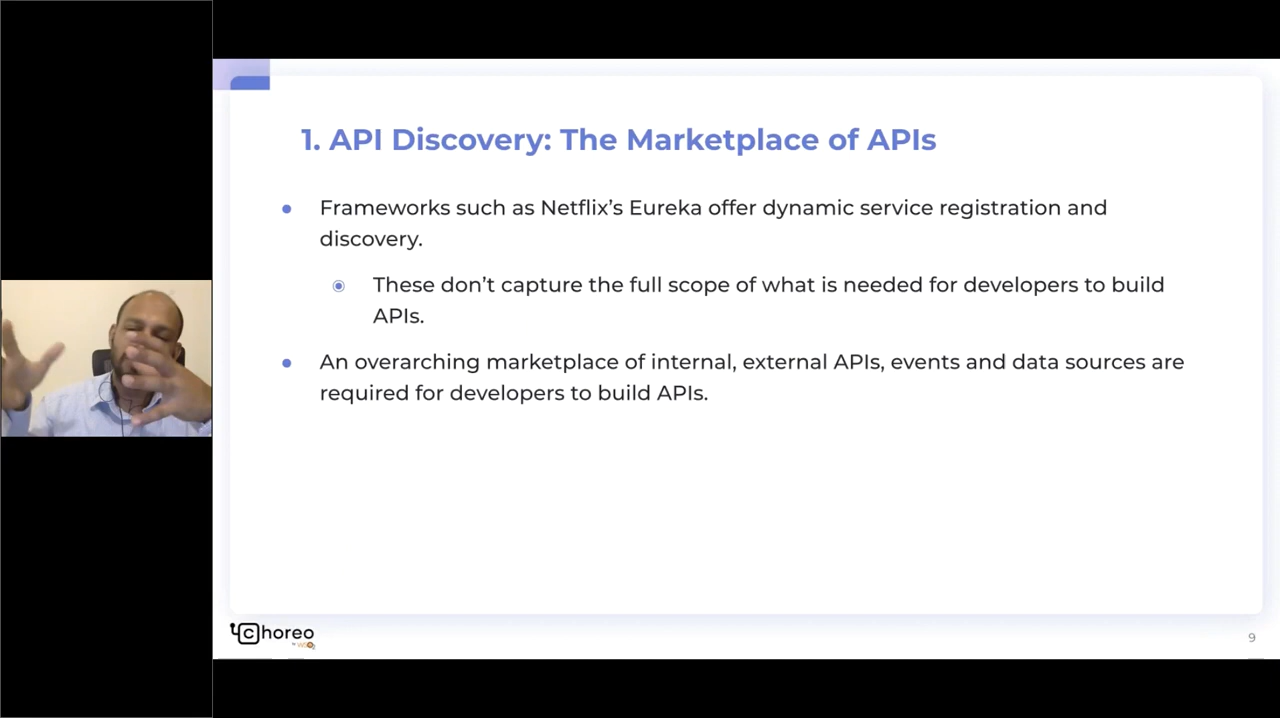 1. API Discovery: The Marketplace of APIs
Frameworks such as Netflix’s Eureka offer dynamic service registration and
discovery.
These don’t capture the full scope of what is needed for developers to build
APIs.
An overarching marketplace of internal, external APIs, events and data sources are
required for developers to build APIs.
choreo
9